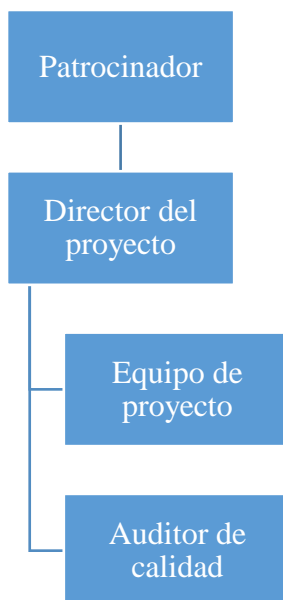 Patrocinador
Director del
proyecto
Equipo de
proyecto
Auditor de
calidad